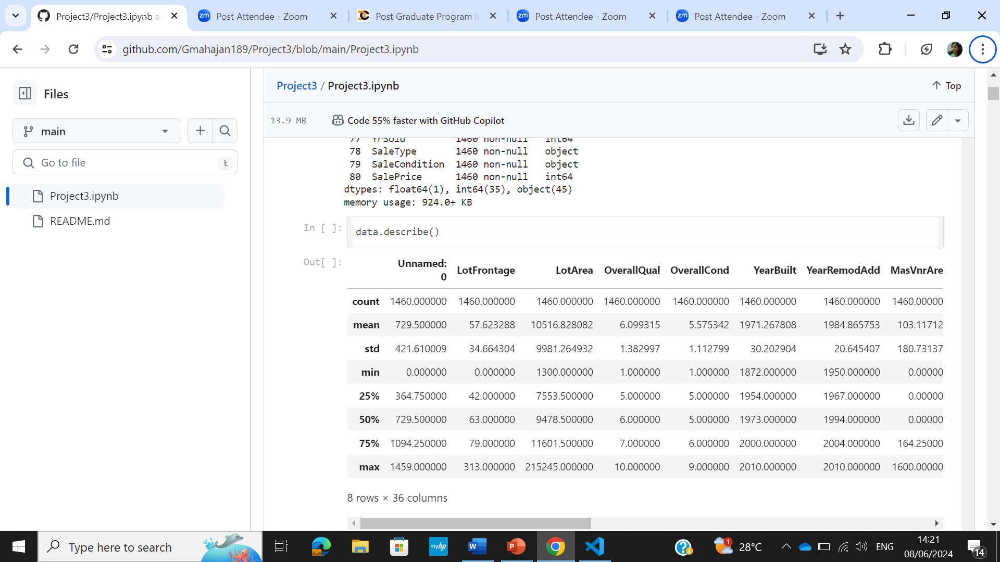 Project3/Project3.ipynb a
Post Attendee - Zoom
Post Graduate Program I
Post Attendee - Zoom
Post Attendee - Zoom
github.com/Gmahajan189/Project3/blob/main/Project3.ipynb
Files
main
Go to file
t
Project3.ipynb
README.md
Project3 / Project3.ipynb
Top
13.9 MB
Code 55% faster with GitHub Copilot
77 YrSold 1460 non-null int64
78 SaleType 1460 non-null object
79 SaleCondition 1460 non-null object
80 SalePrice 1460 non-null int64
dtypes: float64(1), int64(35), object(45)
memory usage: 924.0+ KB
In [ ]:
data.describe()
Out[ ]:
Unnamed: 0 LotFrontage LotArea OverallQual OverallCond YearBuilt YearRemodAdd MasVnrAre
count 1460.000000 1460.000000 1460.000000 1460.000000 1460.000000 1460.000000 1460.000000 1460.00000
mean 729.500000 57.623288 10516.828082 6.099315 5.575342 1971.267808 1984.865753 103.11712
std 421.610009 34.664304 9981.264932 1.382997 1.112799 30.202904 20.645407 180.73137
min 0.000000 0.000000 1300.000000 1.000000 1.000000 1872.000000 1950.000000 0.00000
25% 364.750000 42.000000 7553.500000 5.000000 5.000000 1954.000000 1967.000000 0.00000
50% 729.500000 63.000000 9478.500000 6.000000 5.000000 1973.000000 1994.000000 0.00000
75% 1094.250000 79.000000 11601.500000 7.000000 6.000000 2000.000000 2004.000000 164.25000
max 1459.000000 313.000000 215245.000000 10.000000 9.000000 2010.000000 2010.000000 1600.00000
8 rows × 36 columns
Type here to search
myhp
1
28°C
ENG
14:21
08/06/2024
14